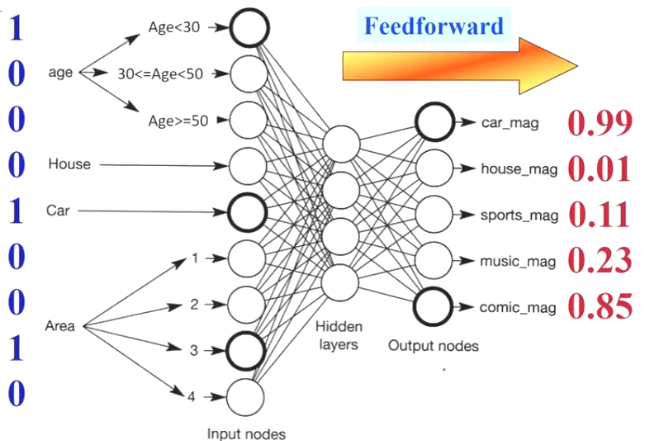 Feedforward
1
Age<30
0
age
30<=Age<50
0
Age>=50
car_mag 0.99
0
House
house_mag 0.01
1
Car
sports_mag 0.11
0
1
music_mag 0.23
0
2
comic_mag 0.85
Area
Hidden
layers
Output nodes
1
3
0
4
Input nodes